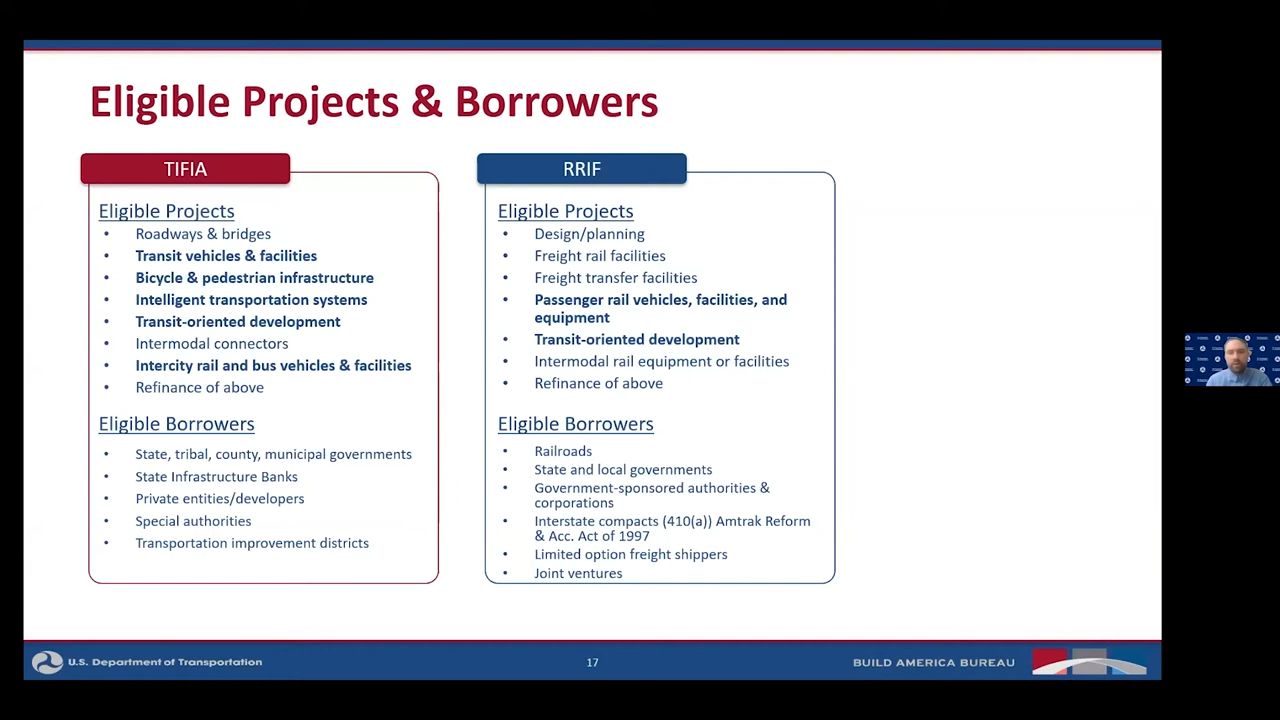 Eligible Projects & Borrowers
TIFIA
Eligible Projects
• Roadways & bridges
• Transit vehicles & facilities
• Bicycle & pedestrian infrastructure
• Intelligent transportation systems
• Transit-oriented development
• Intermodal connectors
• Intercity rail and bus vehicles & facilities
• Refinance of above
Eligible Borrowers
• State, tribal, county, municipal governments
• State Infrastructure Banks
• Private entities/developers
• Special authorities
• Transportation improvement districts
RRIF
Eligible Projects
• Design/planning
• Freight rail facilities
• Freight transfer facilities
• Passenger rail vehicles, facilities, and
equipment
• Transit-oriented development
• Intermodal rail equipment or facilities
• Refinance of above
Eligible Borrowers
• Railroads
• State and local governments
• Government-sponsored authorities &
corporations
• Interstate compacts (410(a)) Amtrak Reform
& Acc. Act of 1997
• Limited option freight shippers
• Joint ventures
U.S. Department of Transportation
17
BUILD AMERICA BUREAU